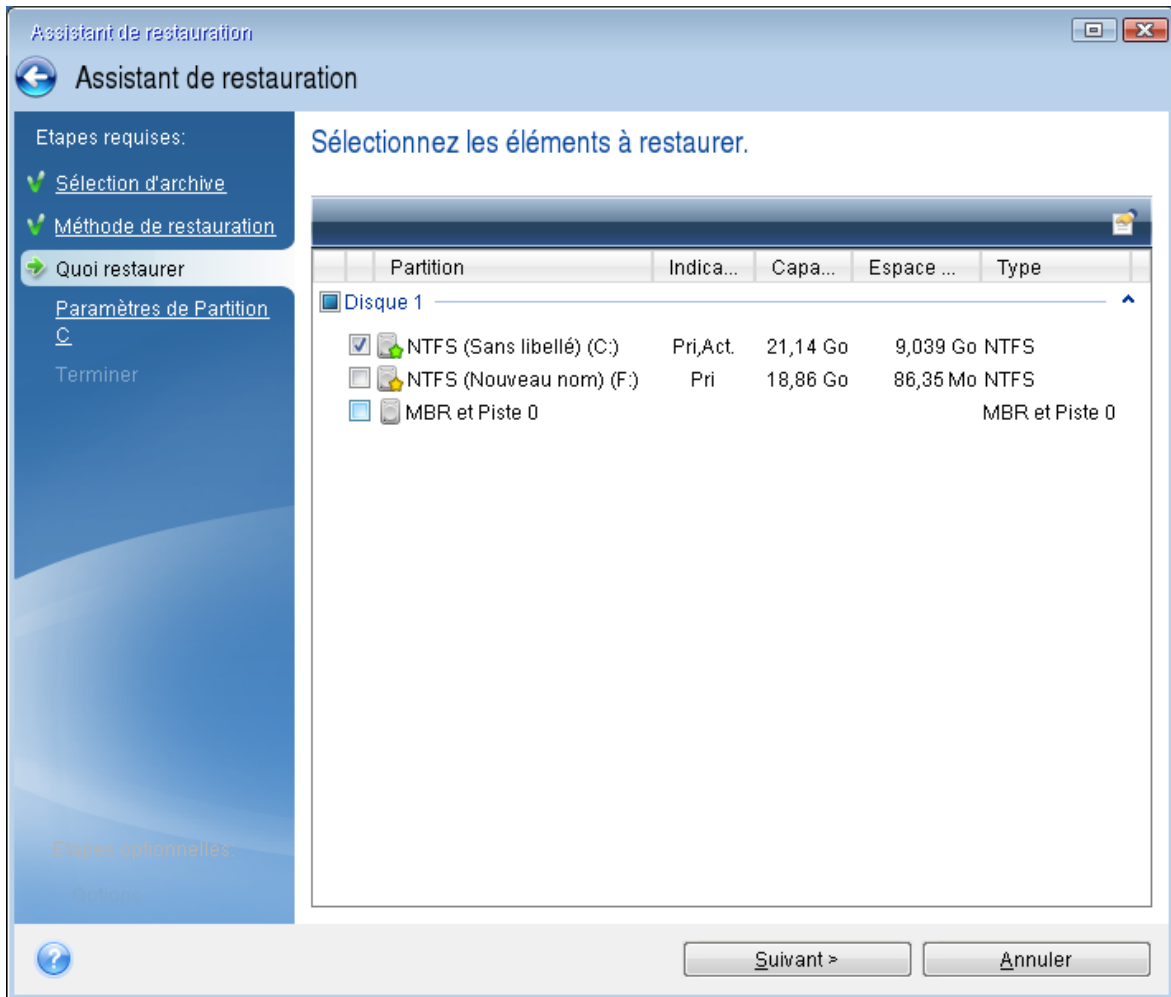 Assistant de restauration
Assistant de restauration
Etapes requises:
Sélection d'archive
Méthode de restauration
Quoi restaurer
Paramètres de Partition
C
Terminer
Etapes optionnelles:
Options
Sélectionnez les éléments à restaurer.
Partition Indica... Capa... Espace ... Type
Disque 1
NTFS (Sans libellé) (C:) Pri,Act. 21,14 Go 9,039 Go NTFS
NTFS (Nouveau nom) (F:) Pri 18,86 Go 86,35 Mo NTFS
MBR et Piste 0 MBR et Piste 0
?
Suivant > Annuler